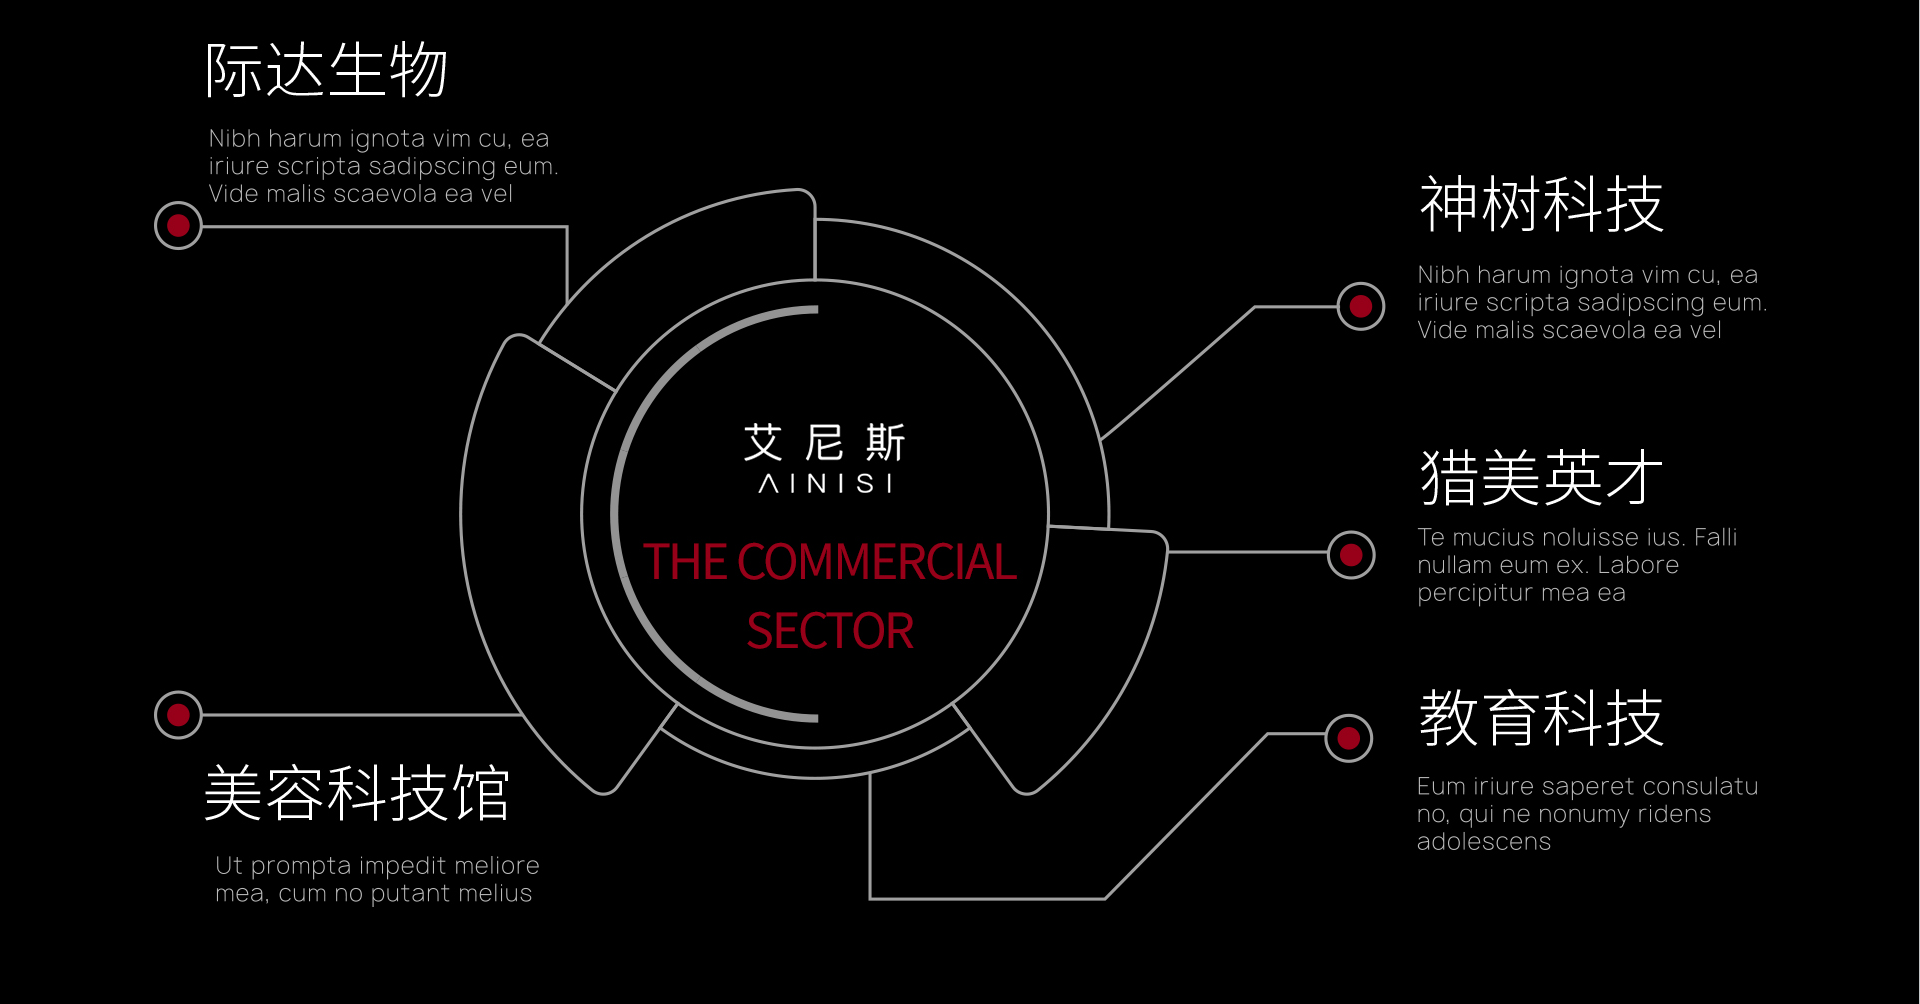 际达生物
Nibh harum ignota vim cu, ea
iriure scripta sadipscing eum.
Vide malis scaevola ea vel
神树科技
Nibh harum ignota vim cu, ea
iriure scripta sadipscing eum.
Vide malis scaevola ea vel
艾尼斯
AINISI
THE COMMERCIAL
SECTOR
猎美英才
Te mucius noluisse ius. Falli
nullam eum ex. Labore
percipitur mea ea
美容科技馆
Ut prompta impedit meliore
mea, cum no putant melius
教育科技
Eum iriure saperet consulatu
no, qui ne nonumy ridens
adolescens